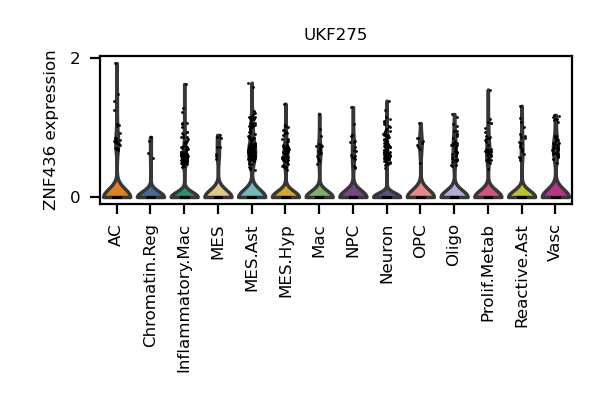 UKF275
ZNF436 expression
2
0
AC
Chromatin.Reg
Inflammatory.Mac
MES
MES.Ast
MES.Hyp
Mac
NPC
Neuron
OPC
Oligo
Prolif.Metab
Reactive.Ast
Vasc